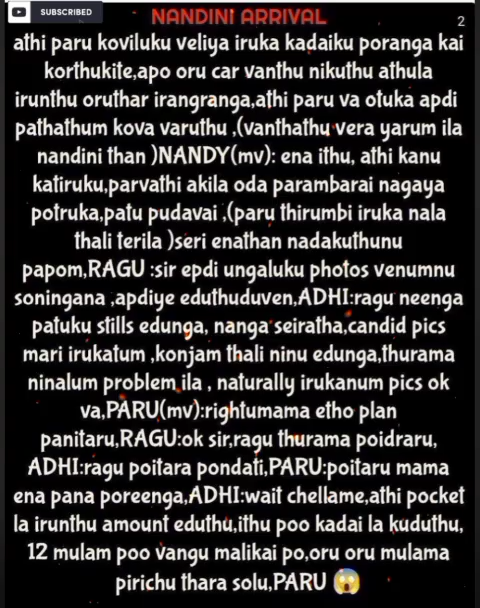 SUBSCRIBED
NANDINI ARRIVAL
2
athi paru koviluku veliya iruka kadaiku poranga kai
korthukite,apo oru car vanthu nikuthu athula
irunthu oruthar irangranga,athi paru va otuka apdi
pathathum kova varuthu ,(vanthathu vera yarum ila
nandini than )NANDY(mv): ena ithu, athi kanu
katiruku,parvathi akila oda parambarai nagaya
potruka,patu pudavai ,(paru thirumbi iruka nala
thali terila )seri enathan nadakuthunu
papom,RAGU :sir epdi ungaluku photos venumnu
soningana ,apdiye eduthuduven,ADHI:ragu neenga
patuku stills edunga, nanga seiratha,candid pics
mari irukatum ,konjam thali ninu edunga,thurama
ninalum problem ila , naturally irukanum pics ok
va,PARU(mv):rightumama etho plan
panitaru,RAGU:ok sir,ragu thurama poidraru,
ADHI:ragu poitara pondati,PARU:poitaru mama
ena pana poreenga,ADHI:wait chellame,athi pocket
la irunthu amount eduthu,ithu poo kadai la kuduthu,
12 mulam poo vangu malikai po,oru oru mulama
pirichu thara solu,PARU 😱